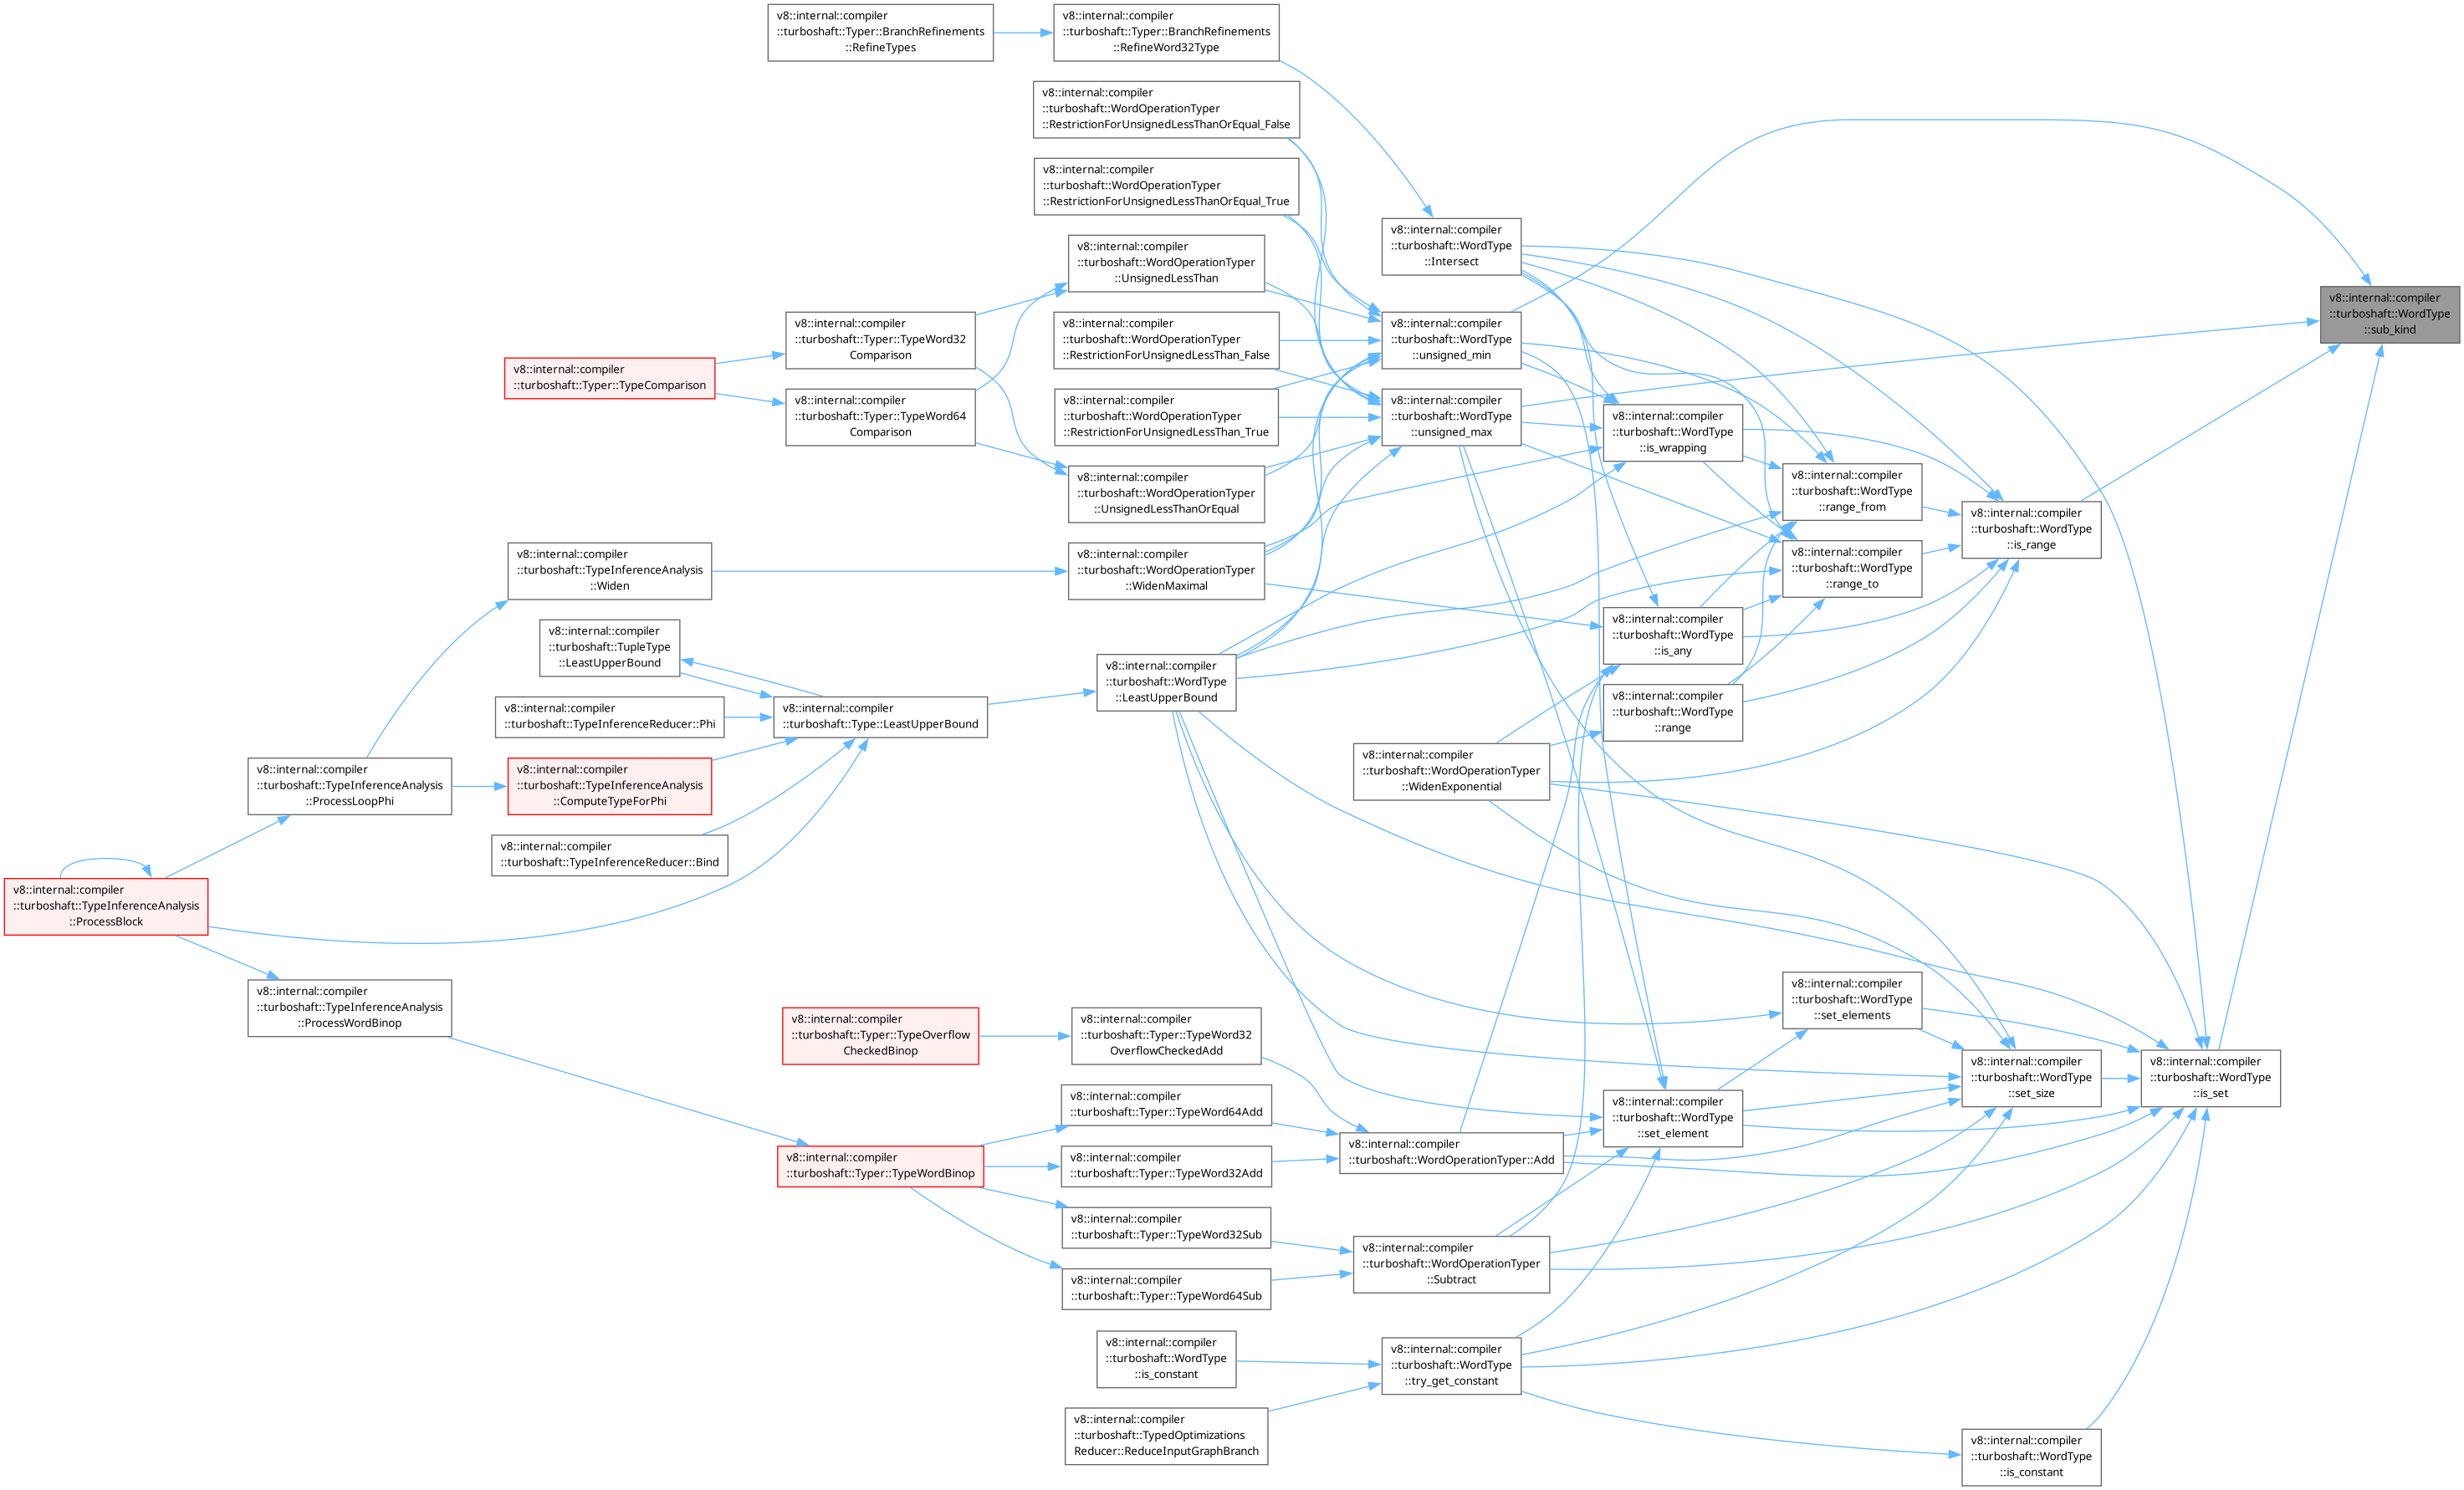 v8::internal::compiler
::turboshaft::Typer::BranchRefinements
::RefineTypes
v8::internal::compiler
::turboshaft::Typer::BranchRefinements
::RefineWord32Type
v8::internal::compiler
::turboshaft::WordOperationTyper
::RestrictionForUnsignedLessThanOrEqual_False
v8::internal::compiler
::turboshaft::WordOperationTyper
::RestrictionForUnsignedLessThanOrEqual_True
v8::internal::compiler
::turboshaft::WordType
::Intersect
v8::internal::compiler
::turboshaft::WordOperationTyper
::UnsignedLessThan
v8::internal::compiler
::turboshaft::WordType
::sub_kind
v8::internal::compiler
::turboshaft::Typer::TypeWord32
Comparison
v8::internal::compiler
::turboshaft::WordOperationTyper
::RestrictionForUnsignedLessThan_False
v8::internal::compiler
::turboshaft::WordType
::unsigned_min
v8::internal::compiler
::turboshaft::Typer::TypeComparison
v8::internal::compiler
::turboshaft::Typer::TypeWord64
Comparison
v8::internal::compiler
::turboshaft::WordOperationTyper
::RestrictionForUnsignedLessThan_True
v8::internal::compiler
::turboshaft::WordType
::unsigned_max
v8::internal::compiler
::turboshaft::WordType
::is_wrapping
v8::internal::compiler
::turboshaft::WordOperationTyper
::UnsignedLessThanOrEqual
v8::internal::compiler
::turboshaft::WordType
::range_from
v8::internal::compiler
::turboshaft::WordType
::is_range
v8::internal::compiler
::turboshaft::TypeInferenceAnalysis
::Widen
v8::internal::compiler
::turboshaft::WordOperationTyper
::WidenMaximal
v8::internal::compiler
::turboshaft::WordType
::range_to
v8::internal::compiler
::turboshaft::TupleType
::LeastUpperBound
v8::internal::compiler
::turboshaft::WordType
::is_any
v8::internal::compiler
::turboshaft::WordType
::LeastUpperBound
v8::internal::compiler
::turboshaft::TypeInferenceReducer::Phi
v8::internal::compiler
::turboshaft::Type::LeastUpperBound
v8::internal::compiler
::turboshaft::WordType
::range
v8::internal::compiler
::turboshaft::TypeInferenceAnalysis
::ProcessLoopPhi
v8::internal::compiler
::turboshaft::TypeInferenceAnalysis
::ComputeTypeForPhi
v8::internal::compiler
::turboshaft::WordOperationTyper
::WidenExponential
v8::internal::compiler
::turboshaft::TypeInferenceReducer::Bind
v8::internal::compiler
::turboshaft::TypeInferenceAnalysis
::ProcessBlock
v8::internal::compiler
::turboshaft::TypeInferenceAnalysis
::ProcessWordBinop
v8::internal::compiler
::turboshaft::Typer::TypeOverflow
CheckedBinop
v8::internal::compiler
::turboshaft::Typer::TypeWord32
OverflowCheckedAdd
v8::internal::compiler
::turboshaft::WordType
::set_elements
v8::internal::compiler
::turboshaft::WordType
::set_size
v8::internal::compiler
::turboshaft::WordType
::is_set
v8::internal::compiler
::turboshaft::Typer::TypeWord64Add
v8::internal::compiler
::turboshaft::WordType
::set_element
v8::internal::compiler
::turboshaft::Typer::TypeWordBinop
v8::internal::compiler
::turboshaft::Typer::TypeWord32Add
v8::internal::compiler
::turboshaft::WordOperationTyper::Add
v8::internal::compiler
::turboshaft::Typer::TypeWord32Sub
v8::internal::compiler
::turboshaft::WordOperationTyper
::Subtract
v8::internal::compiler
::turboshaft::Typer::TypeWord64Sub
v8::internal::compiler
::turboshaft::WordType
::is_constant
v8::internal::compiler
::turboshaft::WordType
::try_get_constant
v8::internal::compiler
::turboshaft::TypedOptimizations
Reducer::ReduceInputGraphBranch
v8::internal::compiler
::turboshaft::WordType
::is_constant